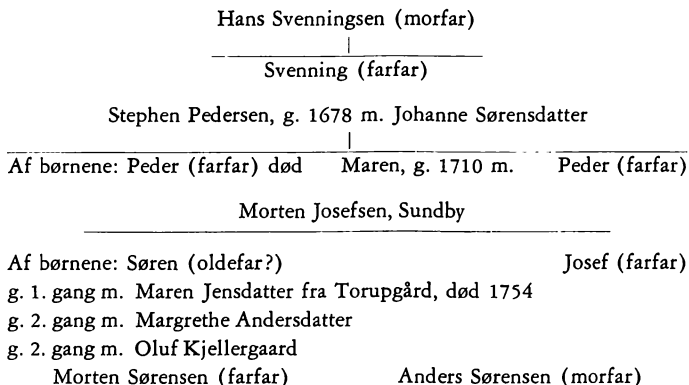 Hans Svenningsen (morfar)
Svenning (farfar)
Stephen Pedersen, g. 1678 m. Johanne Sørensdatter
Af børnene: Peder (farfar) død Maren, g. 1710 m. Peder (farfar)
Morten Josefsen, Sundby
Af børnene: Søren (oldefar?) Josef (farfar)
g. 1. gang m. Maren Jensdatter fra Torupgård, død 1754
g. 2. gang m. Margrethe Andersdatter
g. 2. gang m. Oluf Kjellergaard
Morten Sørensen (farfar) Anders Sørensen (morfar)